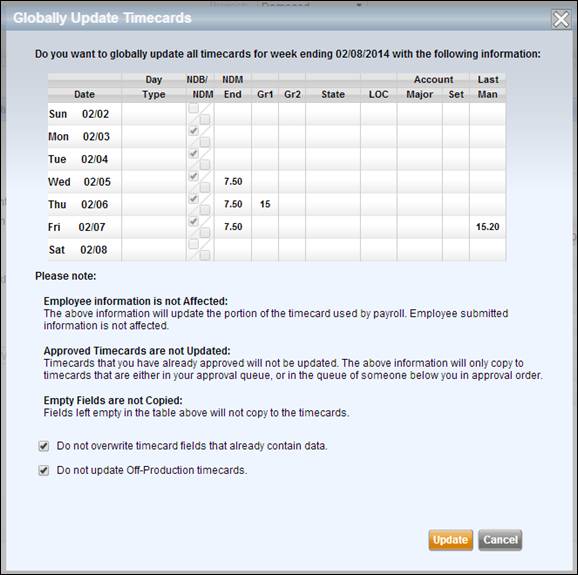 Globally Update Timecards
Do you want to globally update all timecards for week ending 02/08/2014 with the following information:
Day NDB/ NDM Account Last
Date Type NDM End Gr1 Gr2 State LOC Major Set Man
Sun 02/02
Mon 02/03
Tue 02/04
Wed 02/05 7.50
Thu 02/06 7.50 15
Fri 02/07 7.50 15.20
Sat 02/08
Please note:
Employee information is not Affected:
The above information will update the portion of the timecard used by payroll. Employee submitted
information is not affected.
Approved Timecards are not Updated:
Timecards that you have already approved will not be updated. The above information will only copy to
timecards that are either in your approval queue, or in the queue of someone below you in approval order.
Empty Fields are not Copied:
Fields left empty in the table above will not copy to the timecards.
Do not overwrite timecard fields that already contain data.
Do not update Off-Production timecards.
Update Cancel